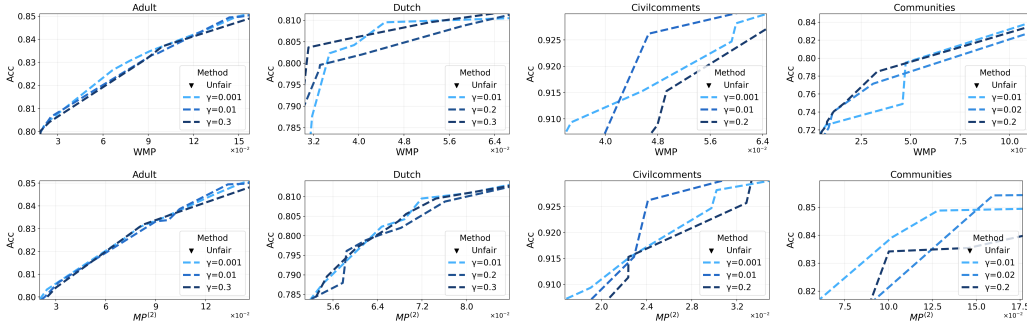 Adult
0.85
0.84
0.83
0.82
0.81
0.80
Acc
3
6
9
12
15
×10⁻²
WMP
Method
Unfair
γ=0.001
γ=0.01
γ=0.3
Dutch
0.810
0.805
0.800
0.795
0.790
0.785
Acc
3.2
4.0
4.8
5.6
6.4
×10⁻²
WMP
Method
Unfair
γ=0.01
γ=0.2
γ=0.3
Civilcomments
0.925
0.920
0.915
0.910
Acc
4.0
4.8
5.6
6.4
×10⁻²
WMP
Method
Unfair
γ=0.001
γ=0.01
γ=0.2
Communities
0.84
0.82
0.80
0.78
0.76
0.74
0.72
Acc
2.5
5.0
7.5
10.0
WMP
Method
Unfair
γ=0.01
γ=0.02
γ=0.2
Adult
0.85
0.84
0.83
0.82
0.81
0.80
Acc
3
6
9
12
×10⁻²
MP⁽²⁾
Method
Unfair
γ=0.001
γ=0.01
γ=0.3
Dutch
0.810
0.805
0.800
0.795
0.790
0.785
Acc
5.6
6.4
7.2
8.0
×10⁻²
MP⁽²⁾
Method
Unfair
γ=0.01
γ=0.2
γ=0.3
Civilcomments
0.925
0.920
0.915
0.910
Acc
2.0
2.4
2.8
3.2
×10⁻²
MP⁽²⁾
Method
Unfair
γ=0.001
γ=0.01
γ=0.2
Communities
0.85
0.84
0.83
0.82
Acc
7.5
10.0
12.5
15.0
17.5
×10⁻²
MP⁽²⁾
Method
Unfair
γ=0.01
γ=0.02
γ=0.2